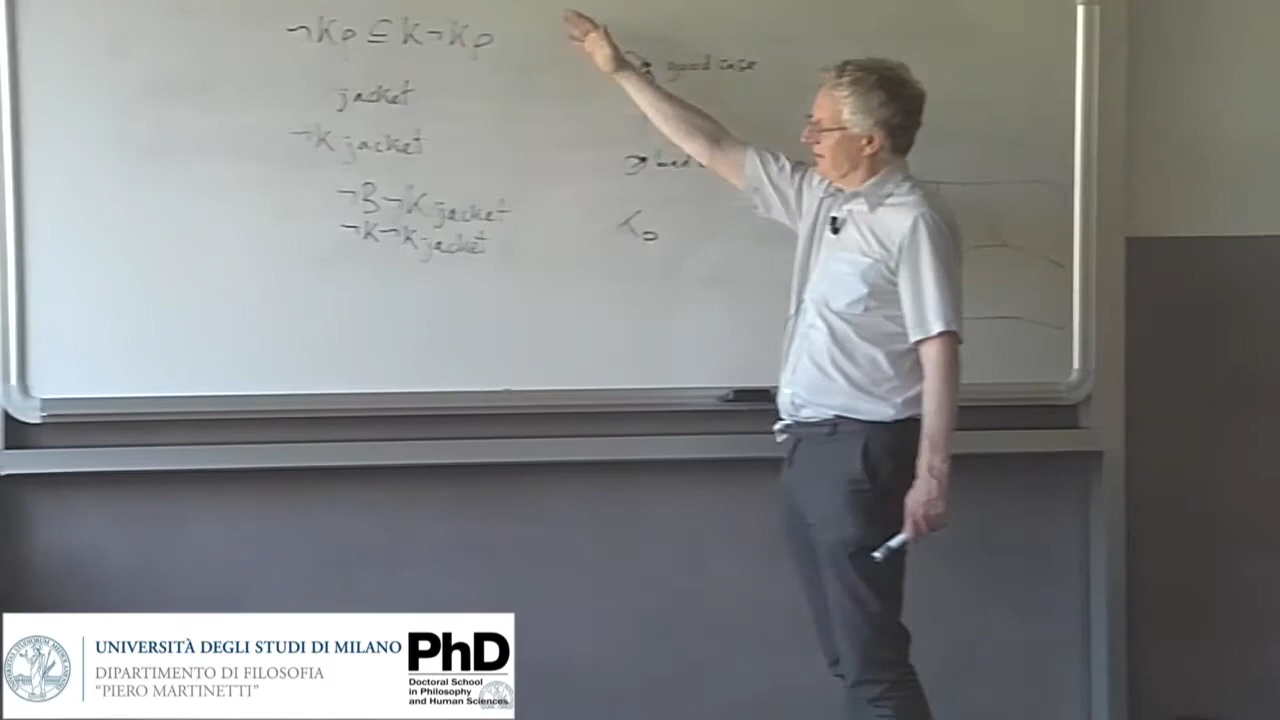 ¬Kp ⊆ K¬Kp
jacket
¬K jacket
¬B¬K jacket
¬K¬K jacket
good case
UNIVERSITÀ DEGLI STUDI DI MILANO
DIPARTIMENTO DI FILOSOFIA
"PIERO MARTINETTI"
PhD
Doctoral School
in Philosophy
and Human Sciences